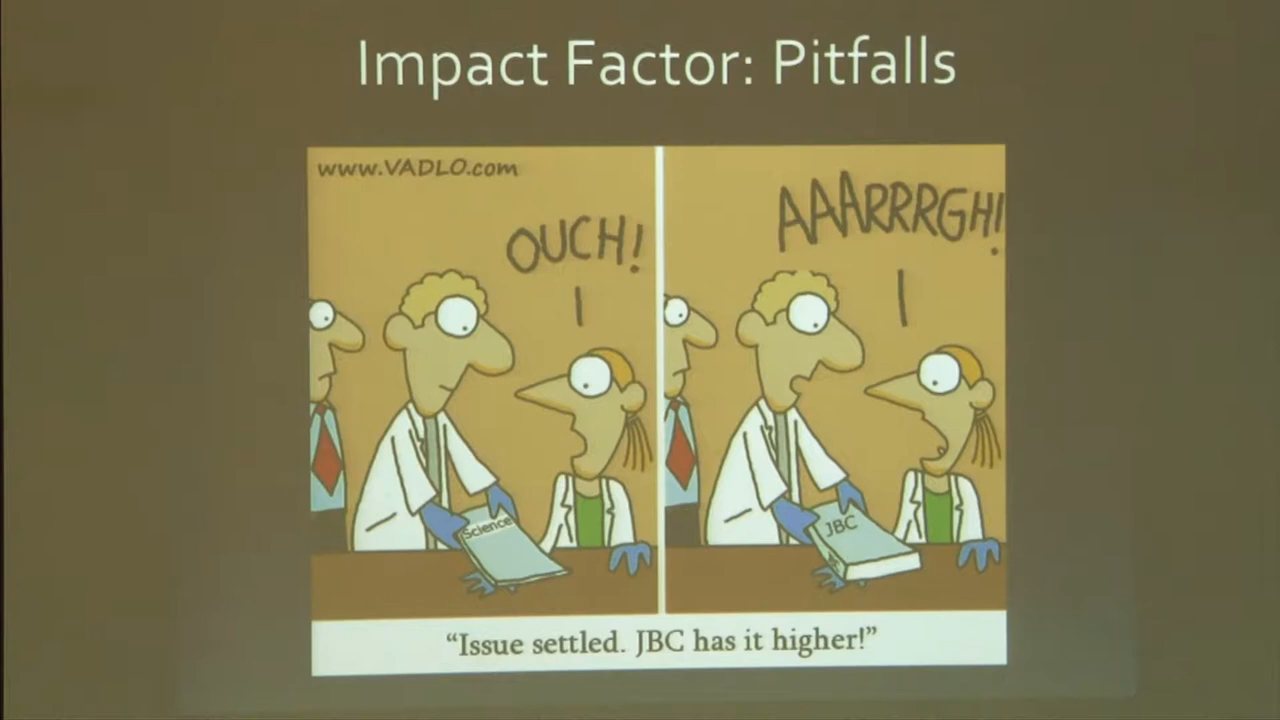 Impact Factor: Pitfalls
www.VADLO.com
OUCH!
Science
AAARRRGH!
JBC
“Issue settled. JBC has it higher!”